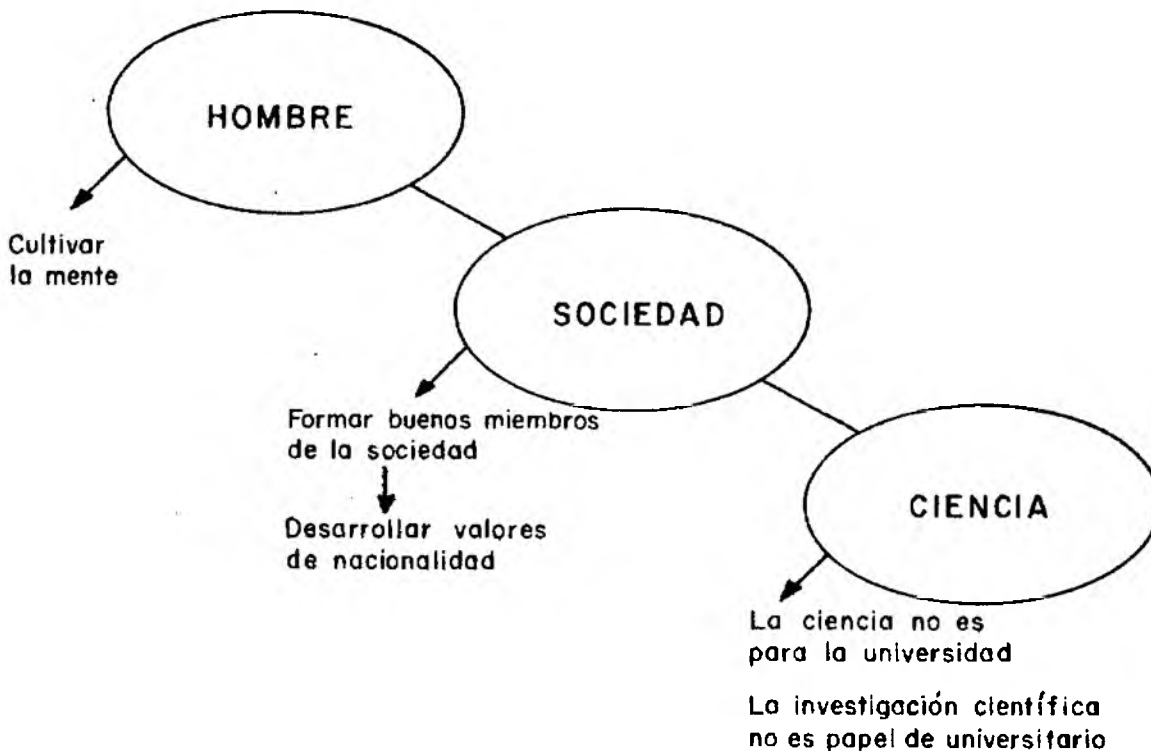 HOMBRE
Cultivar
la mente
SOCIEDAD
Formar buenos miembros
de la sociedad
Desarrollar valores
de nacionalidad
CIENCIA
La ciencia no es
para la universidad
La investigación científica
no es papel de universitario